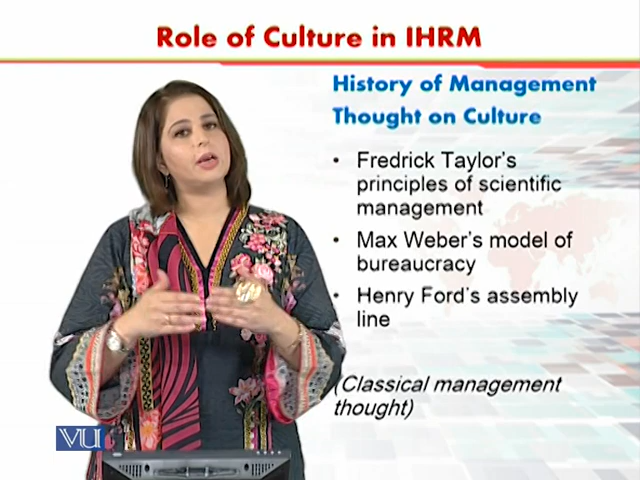 Role of Culture in IHRM
History of Management
Thought on Culture
• Fredrick Taylor's
principles of scientific
management
• Max Weber's model of
bureaucracy
• Henry Ford's assembly
line
(Classical management
thought)
VU